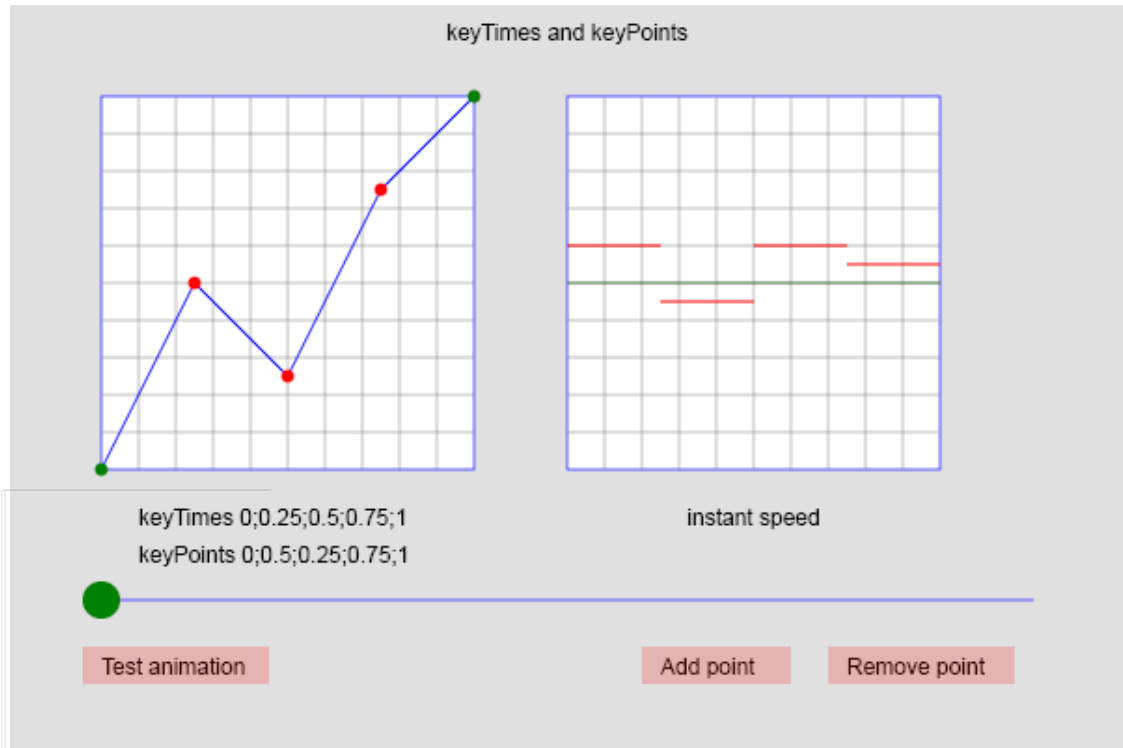 keyTimes and keyPoints
keyTimes 0;0.25;0.5;0.75;1
instant speed
keyPoints 0;0.5;0.25;0.75;1
Test animation
Add point
Remove point